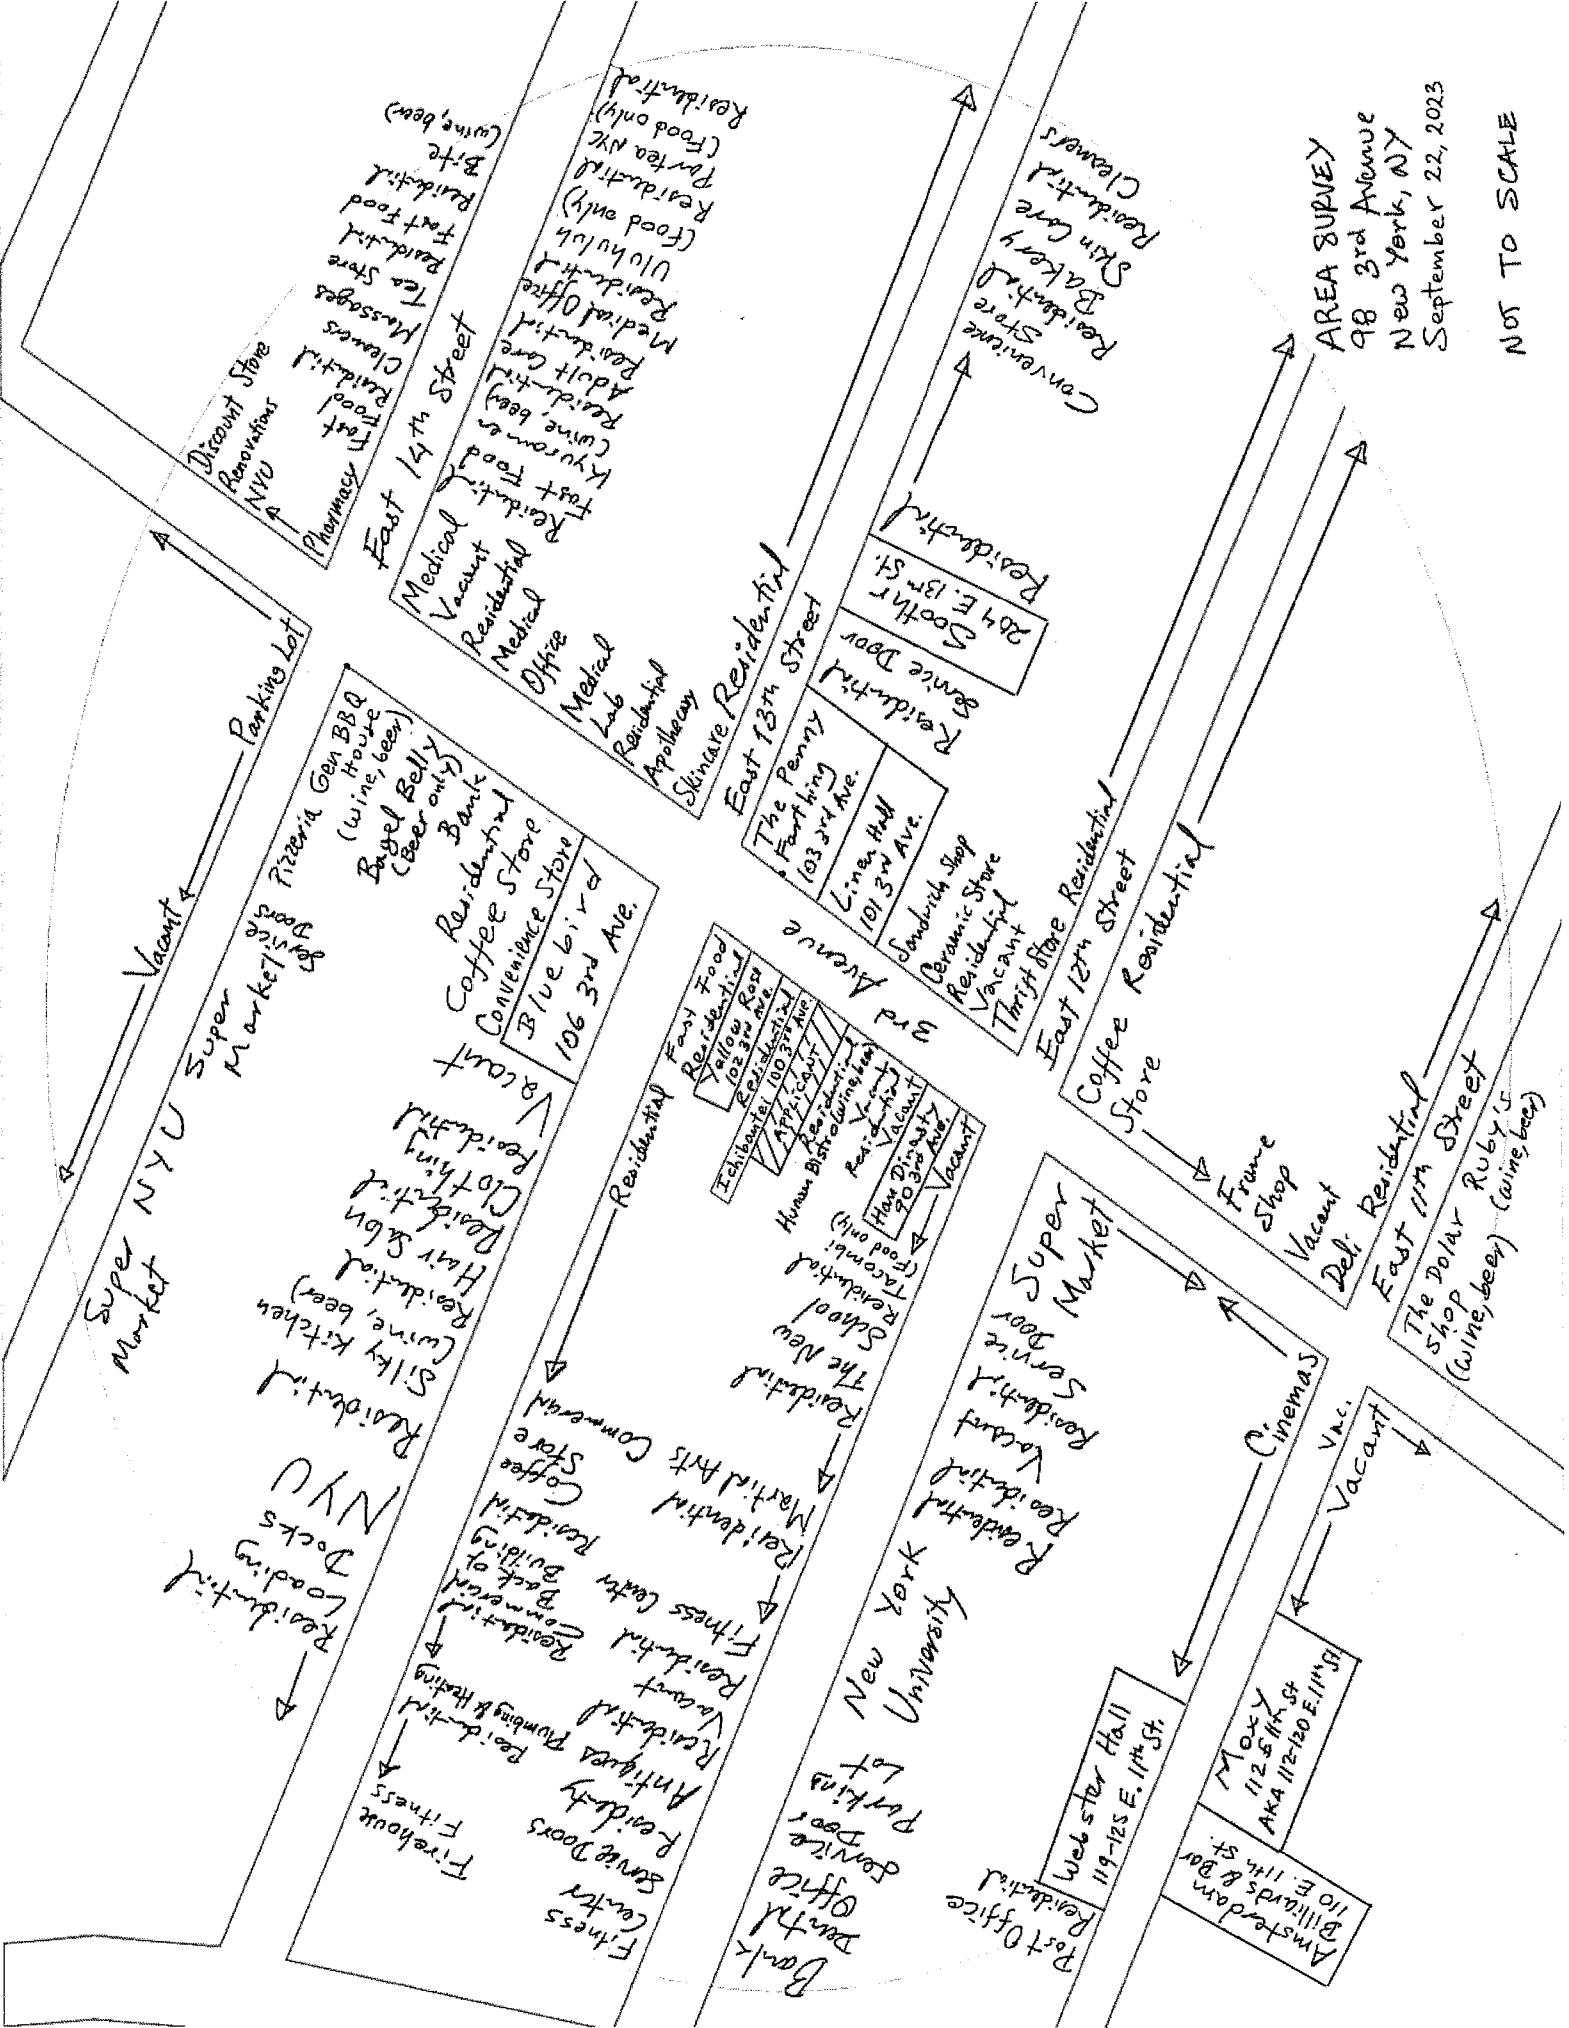 Discount Store
Renovations
NYU
Pharmacy
Fast
Food
Residential
Cleaners
Massages
Tea Store
Residential
Fast Food
Residential
Bite
(wine, beer)
East 14th Street
Medical
Vacant
Residential
Medical
Office
Medical
Lab
Residential
Apothecary
Skincare Residential
Residential
Fast Food
Kyuramen
(wine, beer)
Residential
Adult Care
Residential
Medical Office
Residential
Uluhuluh
(Food only)
Residential
Partea NYC
(Food only)
Residential
East 13th Street
The Penny
Farthing
103 3rd Ave.
Linen Hall
101 3rd Ave.
Sandwich Shop
Ceramic Store
Residential
Vacant
Thrift Store Residential
Residential
Service Door
Soothr
204 E. 13th St.
Residential
Convenience
Store
Residential
Bakery
Skin Care
Residential
Cleaners
East 12th Street
Coffee Residential
Store
Frame
Shop
Vacant
Deli Residential
East 11th Street
The Dolar
Shop
(wine, beer)
Ruby's
(wine, beer)
3rd Avenue
Parking Lot
Vacant
Super
Market
NYU
Super
Market
Service
Doors
Pizzeria
Gen BBQ
House
(wine, beer)
Bagel Belly
(Beer only)
Bank
Residential
Coffee Store
Convenience Store
Bluebird
106 3rd Ave.
Vacant
Residential
Clothing
Residential
Hair Salon
Residential
(wine, beer)
Silky Kitchen
Residential
NYU
Docks
Loading
Residential
Fast Food
Residential
Yellow Rose
102 3rd Ave.
Residential
Ichibantei 100 3rd Ave.
APPLICANT
Residential
Human Bistro (wine, beer)
Vacant
Residential
Vacant
Han Dinasty
90 3rd Ave.
Vacant
Tacombi
(Food only)
Residential
The New
School
Residential
Residential
Commercial
Martial Arts
Residential
Coffee
Store
Residential
Back of
Building
Commercial
Residential
Fitness Center
Residential
Vacant
Residential
Plumbing & Heating
Residential
Antiques
Residenty
Service Doors
Fitness
Center
Firehouse
Fitness
Super
Market
Service
Door
Residential
Vacant
Residential
Residential
New York
University
Parking
Lot
Service
Door
Dental
Office
Bank
Cinemas
Webster Hall
119-125 E. 11th St.
Residential
Post Office
Vac.
Vacant
Moxy
112 E 11th St
AKA 112-120 E. 11th St
Amsterdam
Billiards & Bar
110 E. 11th St.
AREA SURVEY
98 3rd Avenue
New York, NY
September 22, 2023
NOT TO SCALE